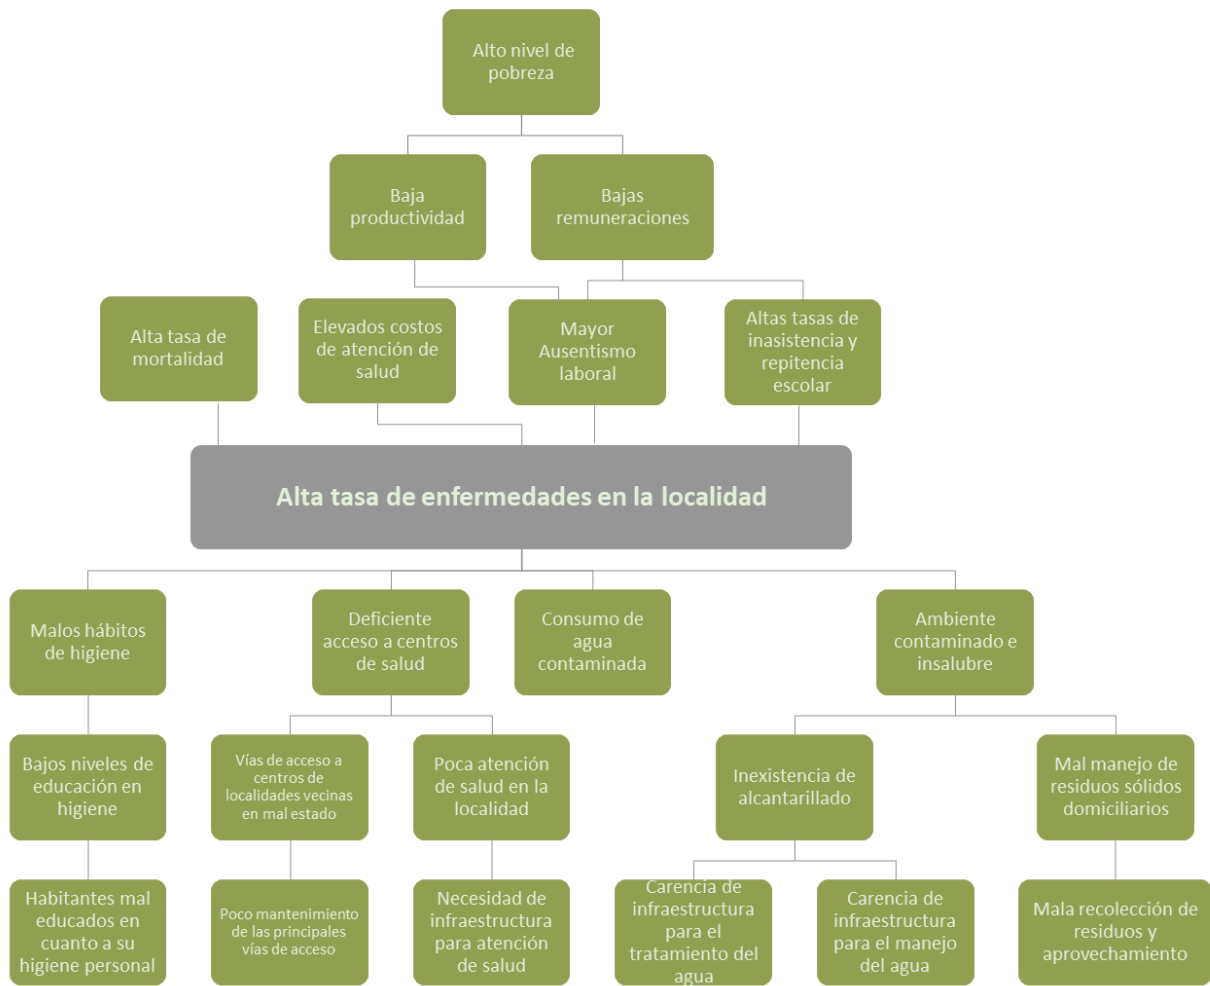 Alto nivel de
pobreza
Baja
productividad
Bajas
remuneraciones
Alta tasa de
mortalidad
Elevados costos
de atención de
salud
Mayor
Ausentismo
laboral
Altas tasas de
inasistencia y
repitencia
escolar
Alta tasa de enfermedades en la localidad
Malos hábitos
de higiene
Deficiente
acceso a centros
de salud
Consumo de
agua
contaminada
Ambiente
contaminado e
insalubre
Bajos niveles de
educación en
higiene
Vías de acceso a
centros de
localidades vecinas
en mal estado
Poca atención
de salud en la
localidad
Inexistencia de
alcantarillado
Mal manejo de
residuos sólidos
domiciliarios
Habitantes mal
educados en
cuanto a su
higiene personal
Poco mantenimiento
de las principales
vías de acceso
Necesidad de
infraestructura
para atención
de salud
Carencia de
infraestructura
para el
tratamiento del
agua
Carencia de
infraestructura
para el manejo
del agua
Mala recolección de
residuos y
aprovechamiento